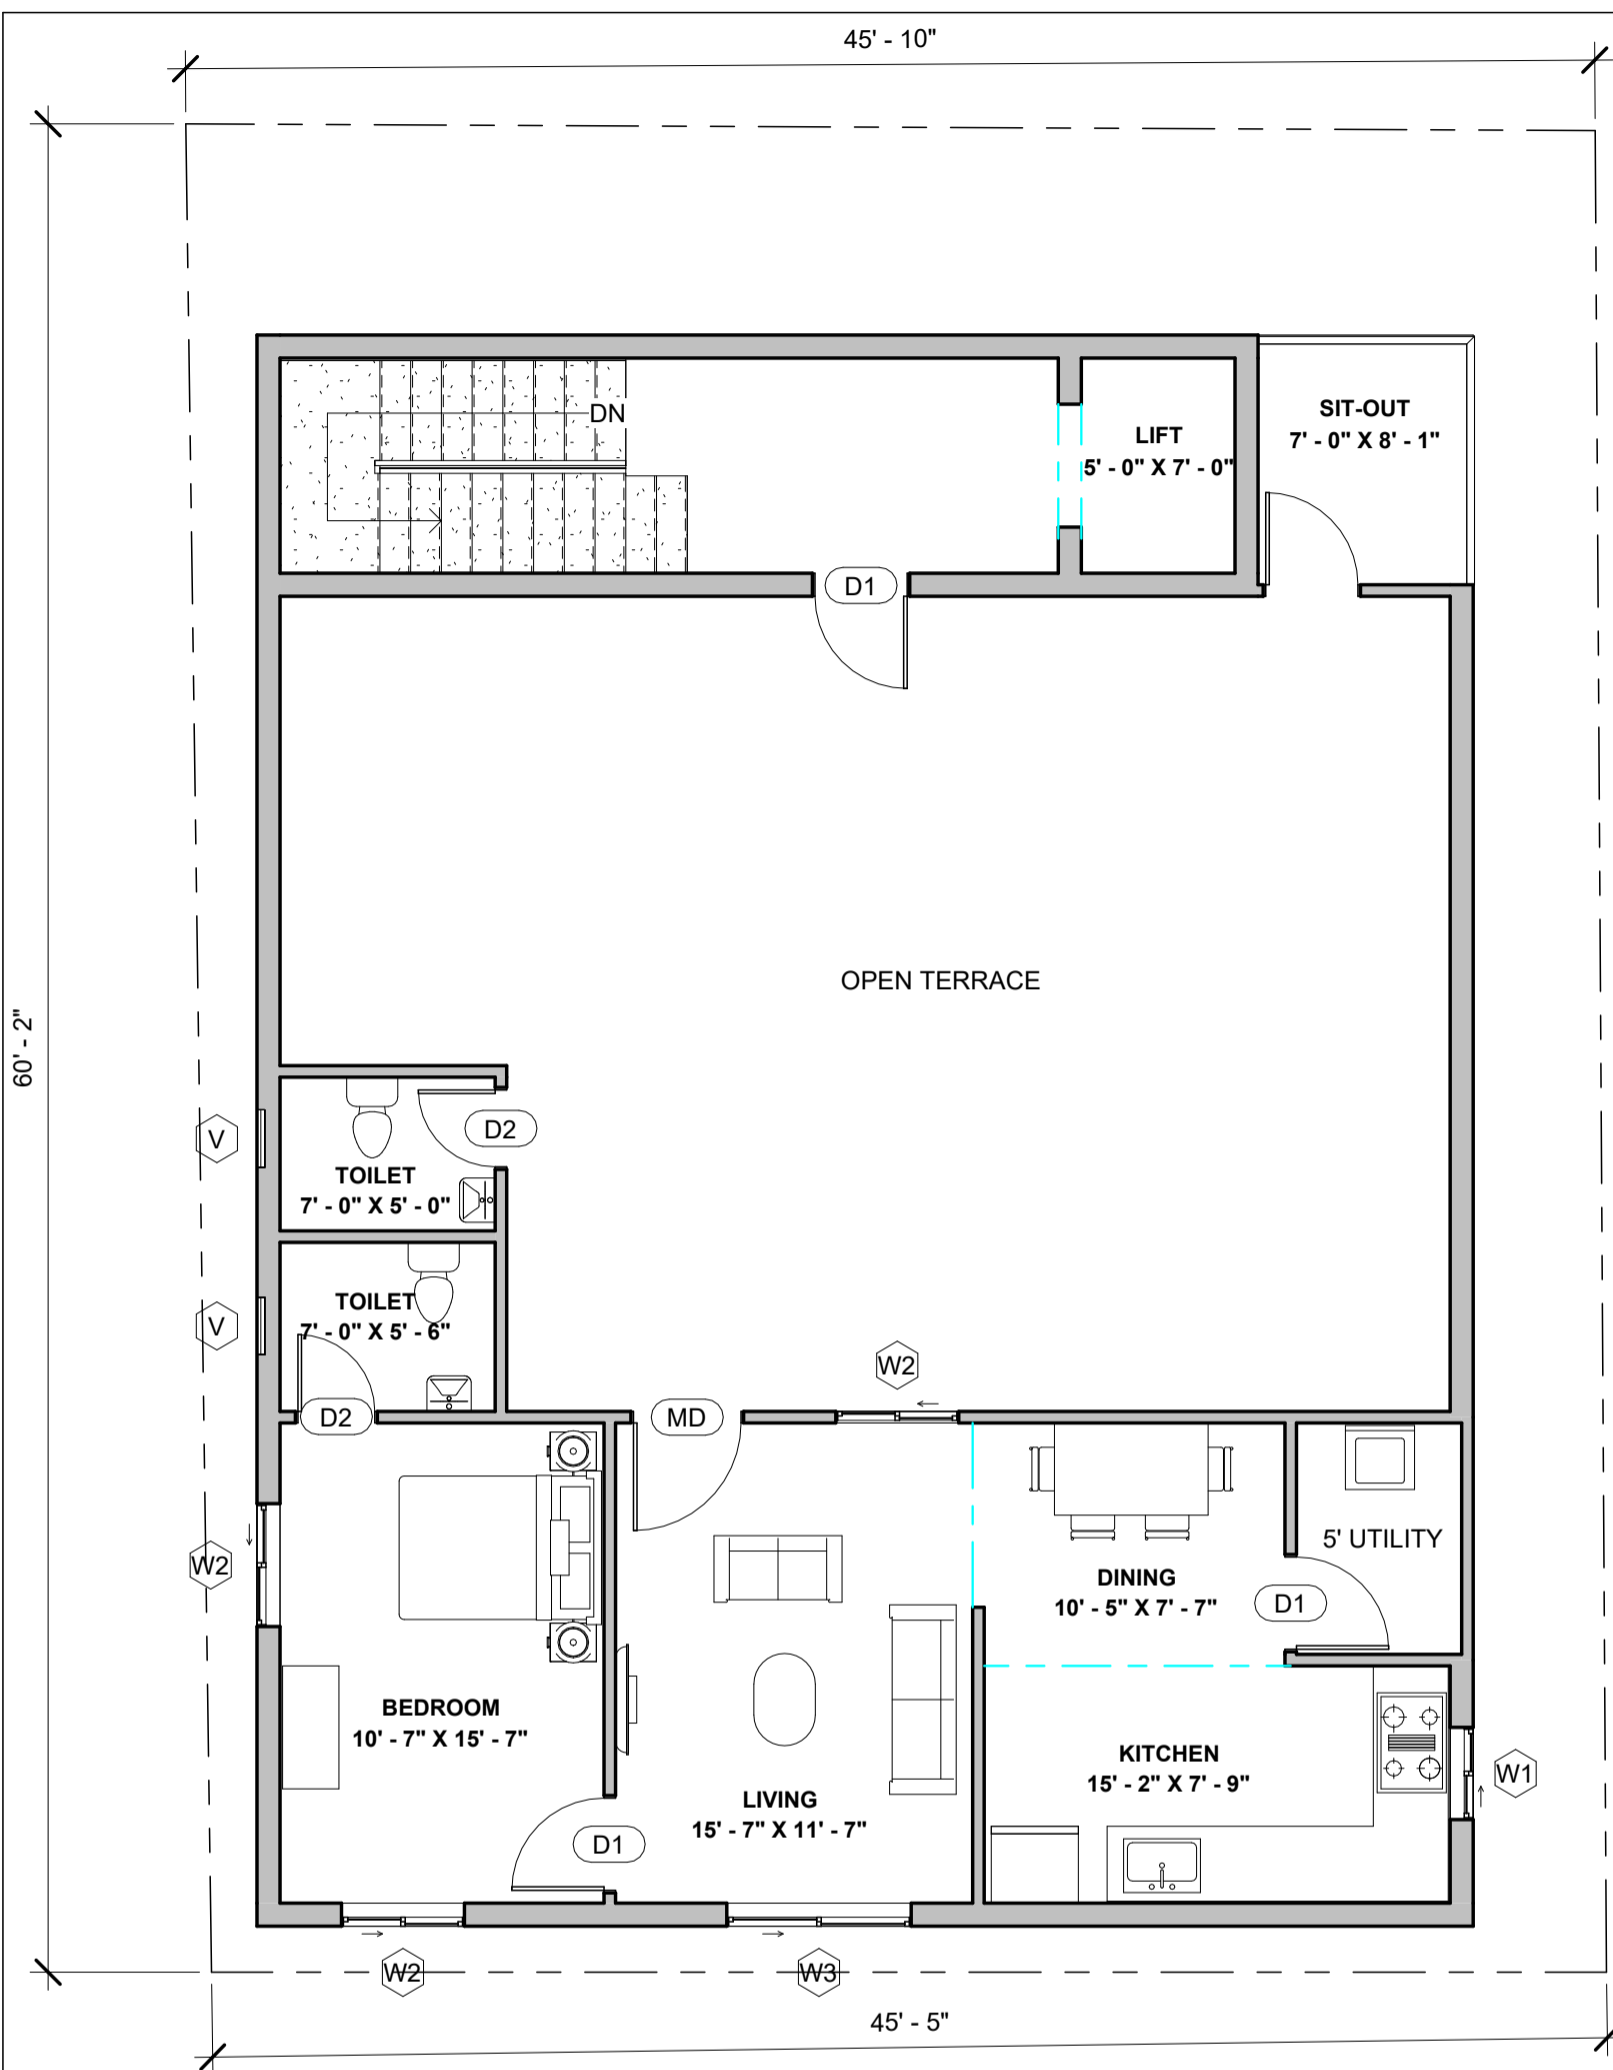 45' - 10"
60' - 2"
DN
LIFT
5' - 0" X 7' - 0"
SIT-OUT
7' - 0" X 8' - 1"
D1
OPEN TERRACE
V
D2
TOILET
7' - 0" X 5' - 0"
V
TOILET
7' - 0" X 5' - 6"
W2
D2
MD
W2
5' UTILITY
DINING
10' - 5" X 7' - 7"
D1
BEDROOM
10' - 7" X 15' - 7"
KITCHEN
15' - 2" X 7' - 9"
W1
LIVING
15' - 7" X 11' - 7"
D1
W2
W3
45' - 5"